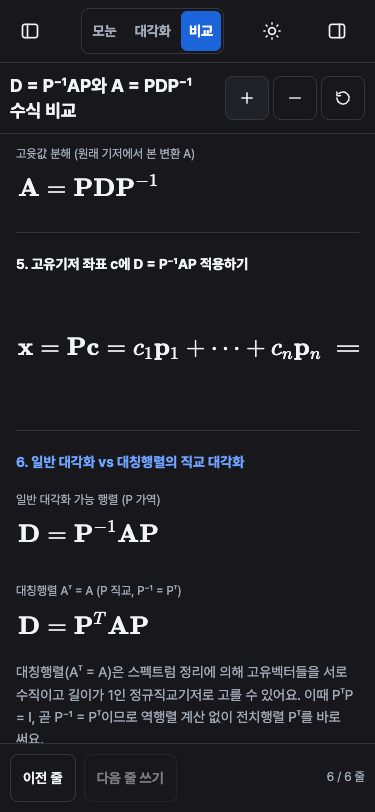 모눈 대각화 비교
D = P⁻¹AP와 A = PDP⁻¹
수식 비교
고윳값 분해 (원래 기저에서 본 변환 A)
A = PDP⁻¹
5. 고유기저 좌표 c에 D = P⁻¹AP 적용하기
x = Pc = c₁p₁ + ⋯ + cₙpₙ =
6. 일반 대각화 vs 대칭행렬의 직교 대각화
일반 대각화 가능 행렬 (P 가역)
D = P⁻¹AP
대칭행렬 Aᵀ = A (P 직교, P⁻¹ = Pᵀ)
D = PᵀAP
대칭행렬(Aᵀ = A)은 스펙트럼 정리에 의해 고유벡터들을 서로
수직이고 길이가 1인 정규직교기저로 고를 수 있어요. 이때 PᵀP
= I, 곧 P⁻¹ = Pᵀ이므로 역행렬 계산 없이 전치행렬 Pᵀ를 바로
써요.
이전 줄 다음 줄 쓰기 6 / 6 줄